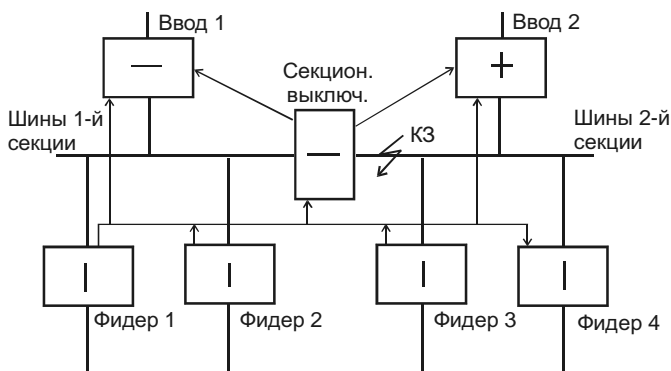 Ввод 1
Ввод 2
Секцион.
выключ.
Шины 1-й
секции
КЗ
Шины 2-й
секции
Фидер 1
Фидер 2
Фидер 3
Фидер 4